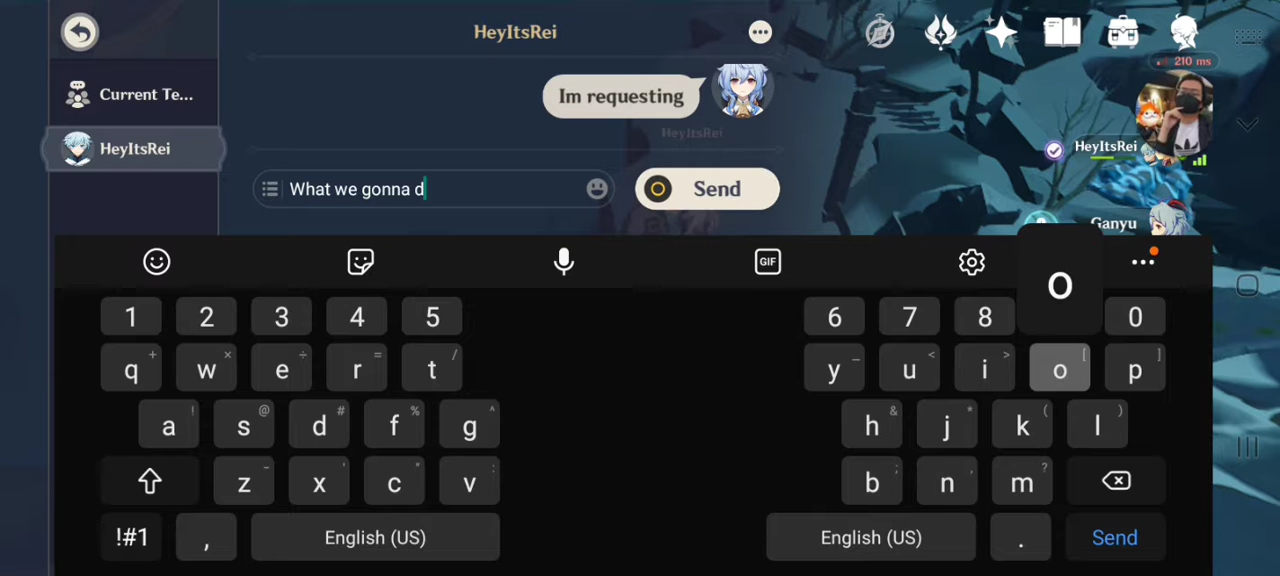 HeyItsRei
210 ms
Current Te...
Im requesting
HeyItsRei
HeyItsRei
HeyItsRei
What we gonna d
Send
Ganyu
GIF
o
1 2 3 4 5 6 7 8 0
q + w × e ÷ r = t / y _ u < i > o [ p ]
a ! s @ d # f % g ^ h & j * k ( l )
z - x ' c " v : b ; n , m ?
!#1 , English (US) English (US) . Send